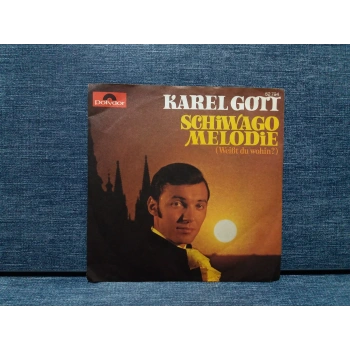 Polydor
KAREL GOTT
SCHiWAGO
MELODiE
(Weißt du wohin?)